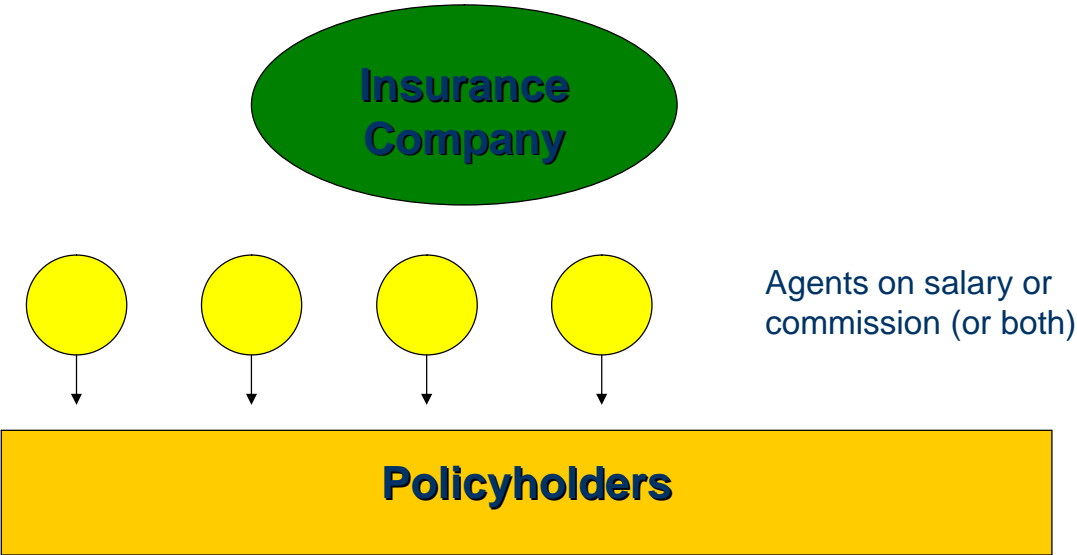 Insurance
Company
Agents on salary or
commission (or both)
Policyholders